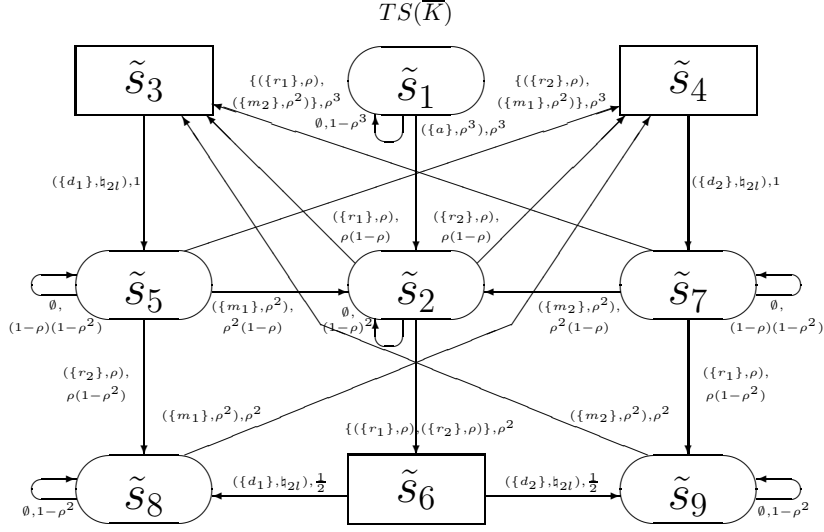 TS(K̅)
s̃₃
s̃₁
s̃₄
{({r₁},ρ),
({m₂},ρ²)},ρ³
{({r₂},ρ),
({m₁},ρ²)},ρ³
∅,1−ρ³
({a},ρ³),ρ³
({d₁},♮₂ₗ),1
({d₂},♮₂ₗ),1
({r₁},ρ),
ρ(1−ρ)
({r₂},ρ),
ρ(1−ρ)
s̃₅
s̃₂
s̃₇
∅,
(1−ρ)(1−ρ²)
({m₁},ρ²),
ρ²(1−ρ)
∅,
(1−ρ)²
({m₂},ρ²),
ρ²(1−ρ)
∅,
(1−ρ)(1−ρ²)
({r₂},ρ),
ρ(1−ρ²)
({r₁},ρ),
ρ(1−ρ²)
({m₁},ρ²),ρ²
({m₂},ρ²),ρ²
{({r₁},ρ),({r₂},ρ)},ρ²
s̃₈
s̃₆
s̃₉
({d₁},♮₂ₗ),½
({d₂},♮₂ₗ),½
∅,1−ρ²
∅,1−ρ²